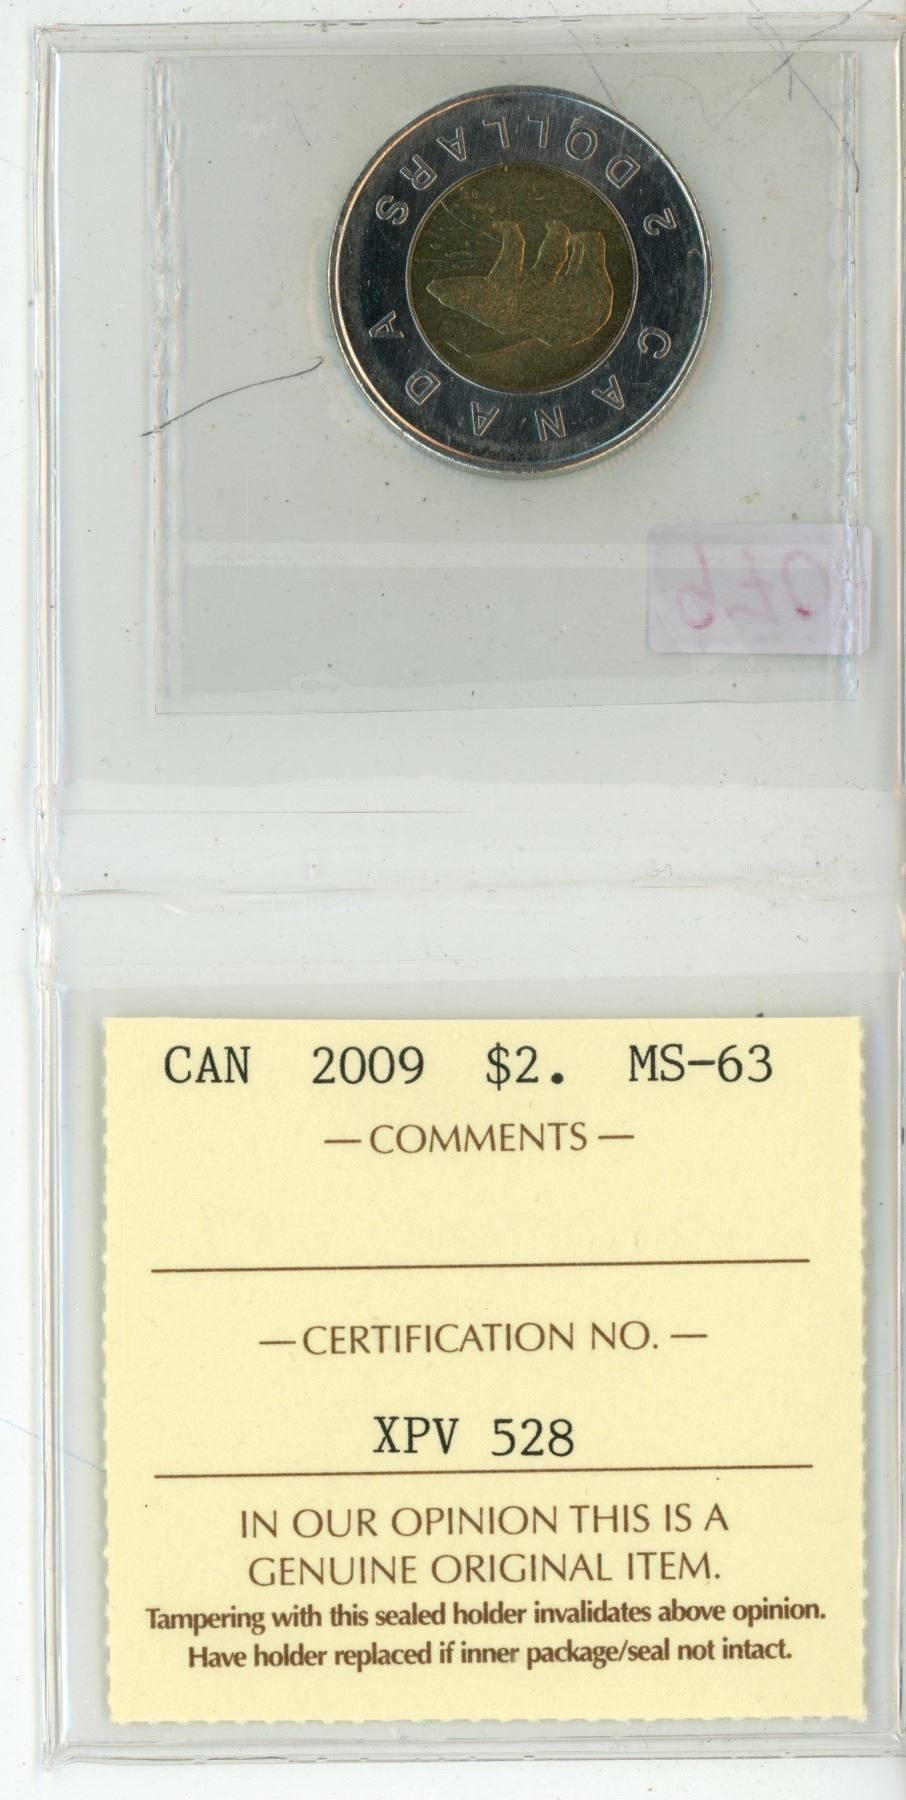 2 DOLLARS
CANADA
CAN 2009 $2. MS-63
— COMMENTS —
— CERTIFICATION NO. —
XPV 528
IN OUR OPINION THIS IS A
GENUINE ORIGINAL ITEM.
Tampering with this sealed holder invalidates above opinion.
Have holder replaced if inner package/seal not intact.